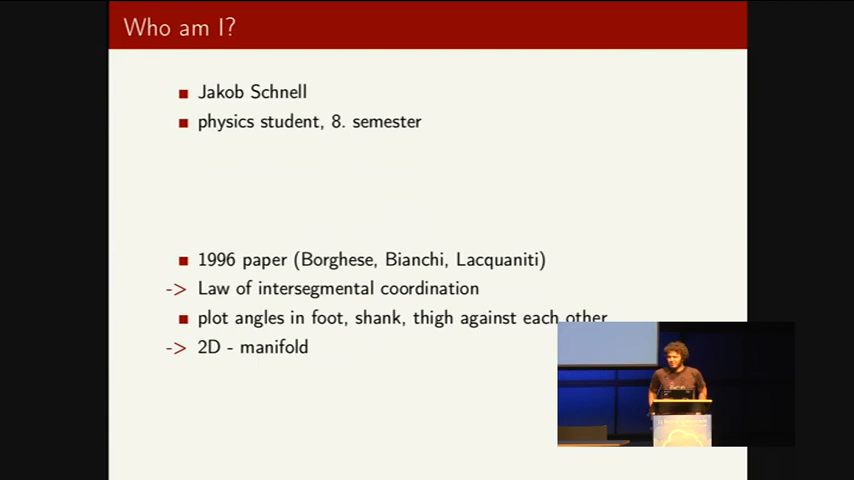 Who am I?
Jakob Schnell
physics student, 8. semester
1996 paper (Borghese, Bianchi, Lacquaniti)
-> Law of intersegmental coordination
plot angles in foot, shank, thigh against each other
-> 2D - manifold